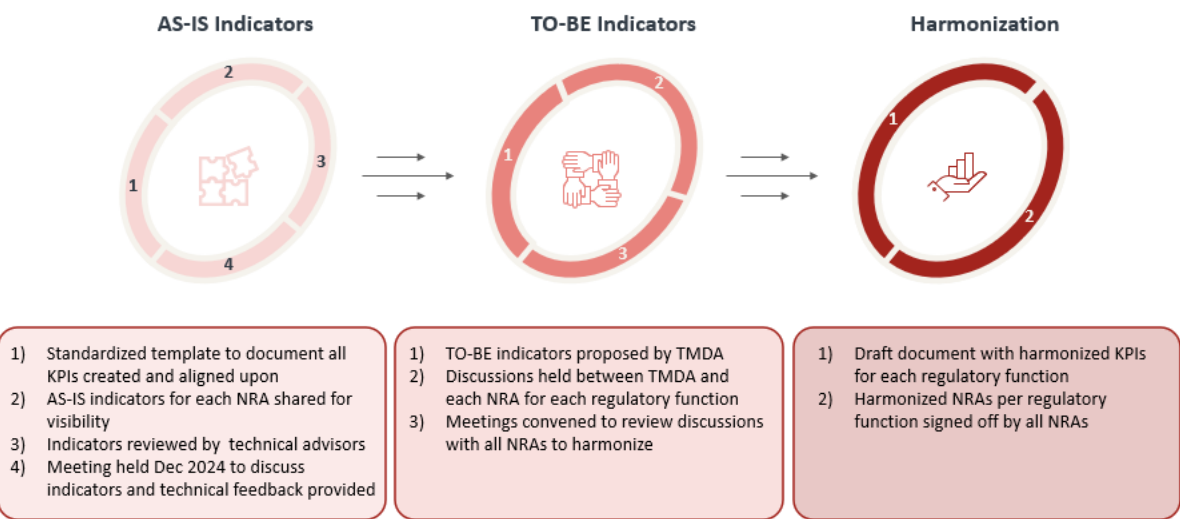 AS-IS Indicators
TO-BE Indicators
Harmonization
2
1
3
4
1
2
3
1
2
1) Standardized template to document all
KPIs created and aligned upon
2) AS-IS indicators for each NRA shared for
visibility
3) Indicators reviewed by technical advisors
4) Meeting held Dec 2024 to discuss
indicators and technical feedback provided
1) TO-BE indicators proposed by TMDA
2) Discussions held between TMDA and
each NRA for each regulatory function
3) Meetings convened to review discussions
with all NRAs to harmonize
1) Draft document with harmonized KPIs
for each regulatory function
2) Harmonized NRAs per regulatory
function signed off by all NRAs